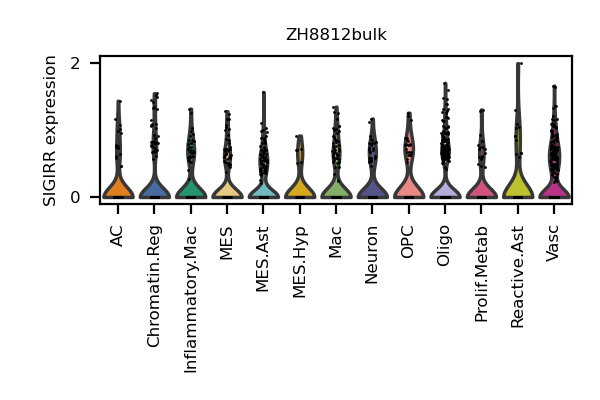 ZH8812bulk
SIGIRR expression
2
0
AC
Chromatin.Reg
Inflammatory.Mac
MES
MES.Ast
MES.Hyp
Mac
Neuron
OPC
Oligo
Prolif.Metab
Reactive.Ast
Vasc